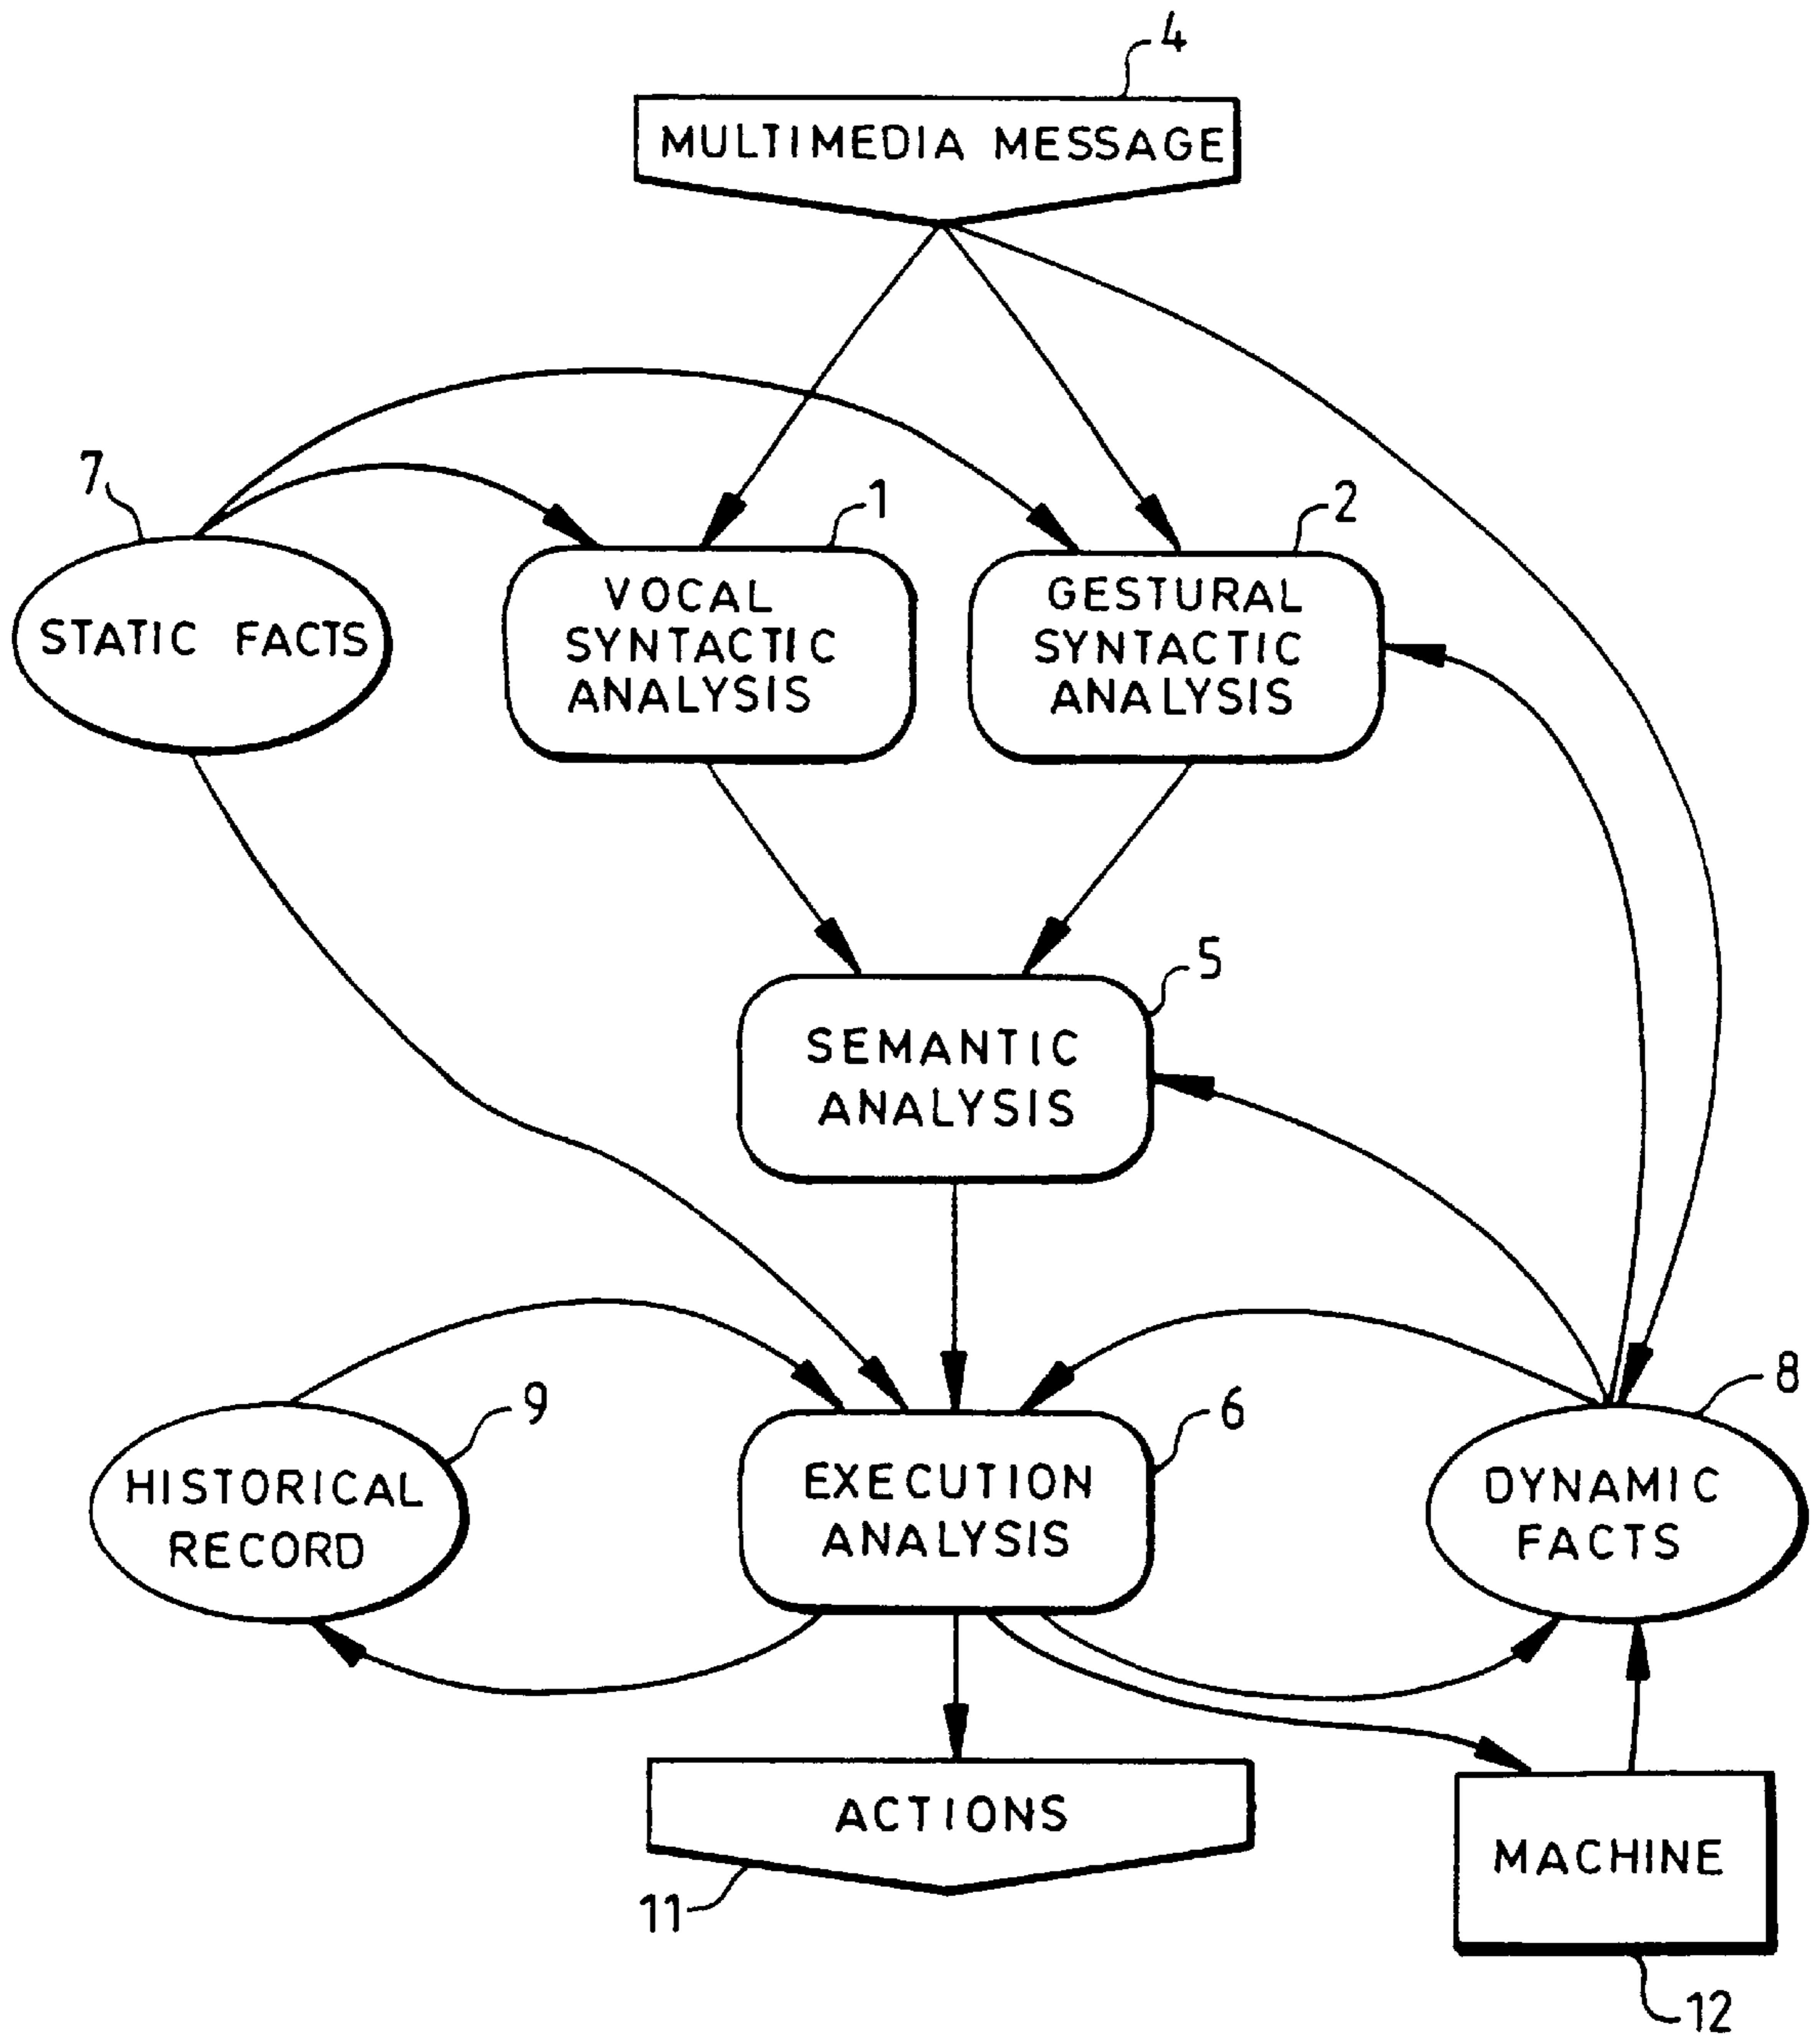 4
MULTIMEDIA MESSAGE
7
1
2
STATIC FACTS
VOCAL
SYNTACTIC
ANALYSIS
GESTURAL
SYNTACTIC
ANALYSIS
5
SEMANTIC
ANALYSIS
9
6
8
HISTORICAL
RECORD
EXECUTION
ANALYSIS
DYNAMIC
FACTS
ACTIONS
11
MACHINE
12